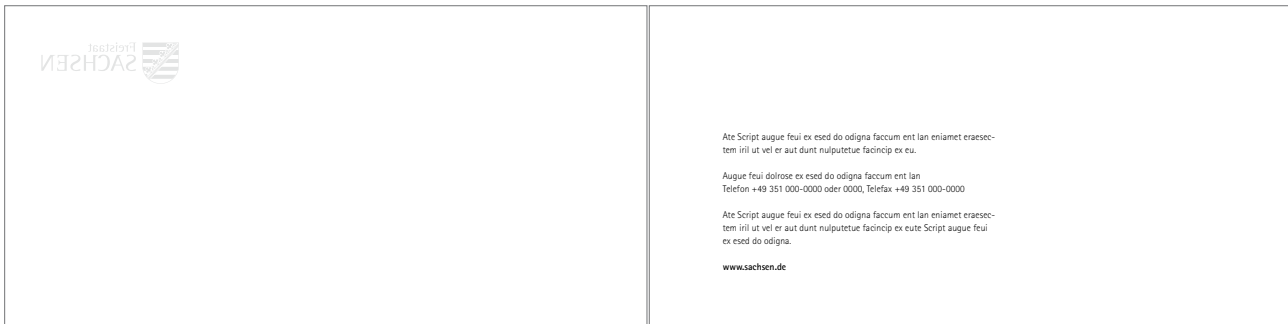 Freistaat
SACHSEN
Ate Script augue feui ex esed do odigna faccum ent lan eniamet eraesec-
tem iril ut vel er aut dunt nulputetue facincip ex eu.
Augue feui dolrose ex esed do odigna faccum ent lan
Telefon +49 351 000-0000 oder 0000, Telefax +49 351 000-0000
Ate Script augue feui ex esed do odigna faccum ent lan eniamet eraesec-
tem iril ut vel er aut dunt nulputetue facincip ex eute Script augue feui
ex esed do odigna.
www.sachsen.de